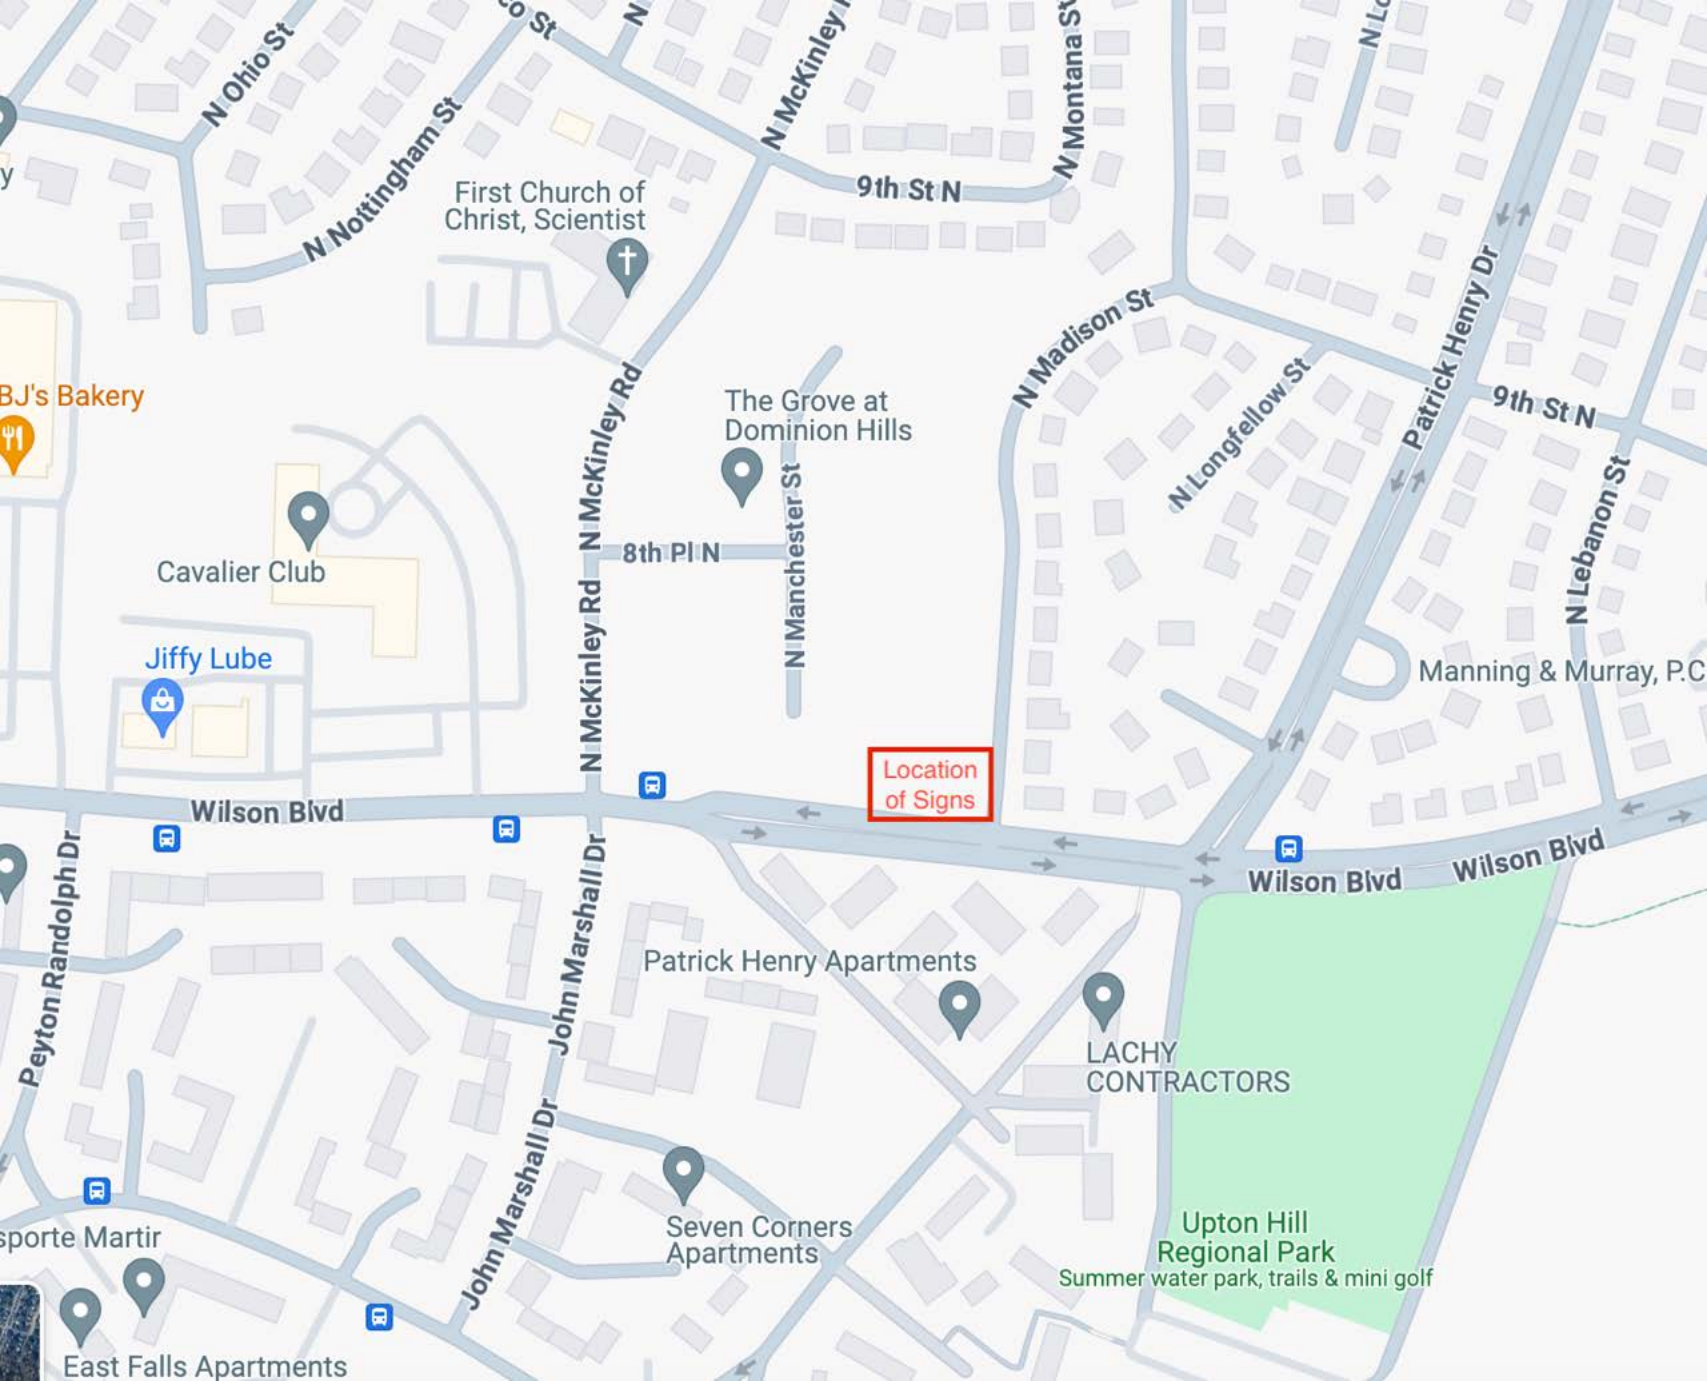 co St
N
N McKinley
N Montana St
N Lo
N Ohio St
N Nottingham St
9th St N
y
First Church of
Christ, Scientist
N Madison St
Patrick Henry Dr
N Longfellow St
9th St N
BJ's Bakery
N McKinley Rd
The Grove at
Dominion Hills
N Manchester St
8th Pl N
N Lebanon St
Cavalier Club
N McKinley Rd
Jiffy Lube
Manning & Murray, P.C
Location
of Signs
Wilson Blvd
Wilson Blvd
Wilson Blvd
Peyton Randolph Dr
John Marshall Dr
Patrick Henry Apartments
LACHY
CONTRACTORS
John Marshall Dr
Seven Corners
Apartments
sporte Martir
Upton Hill
Regional Park
Summer water park, trails & mini golf
East Falls Apartments